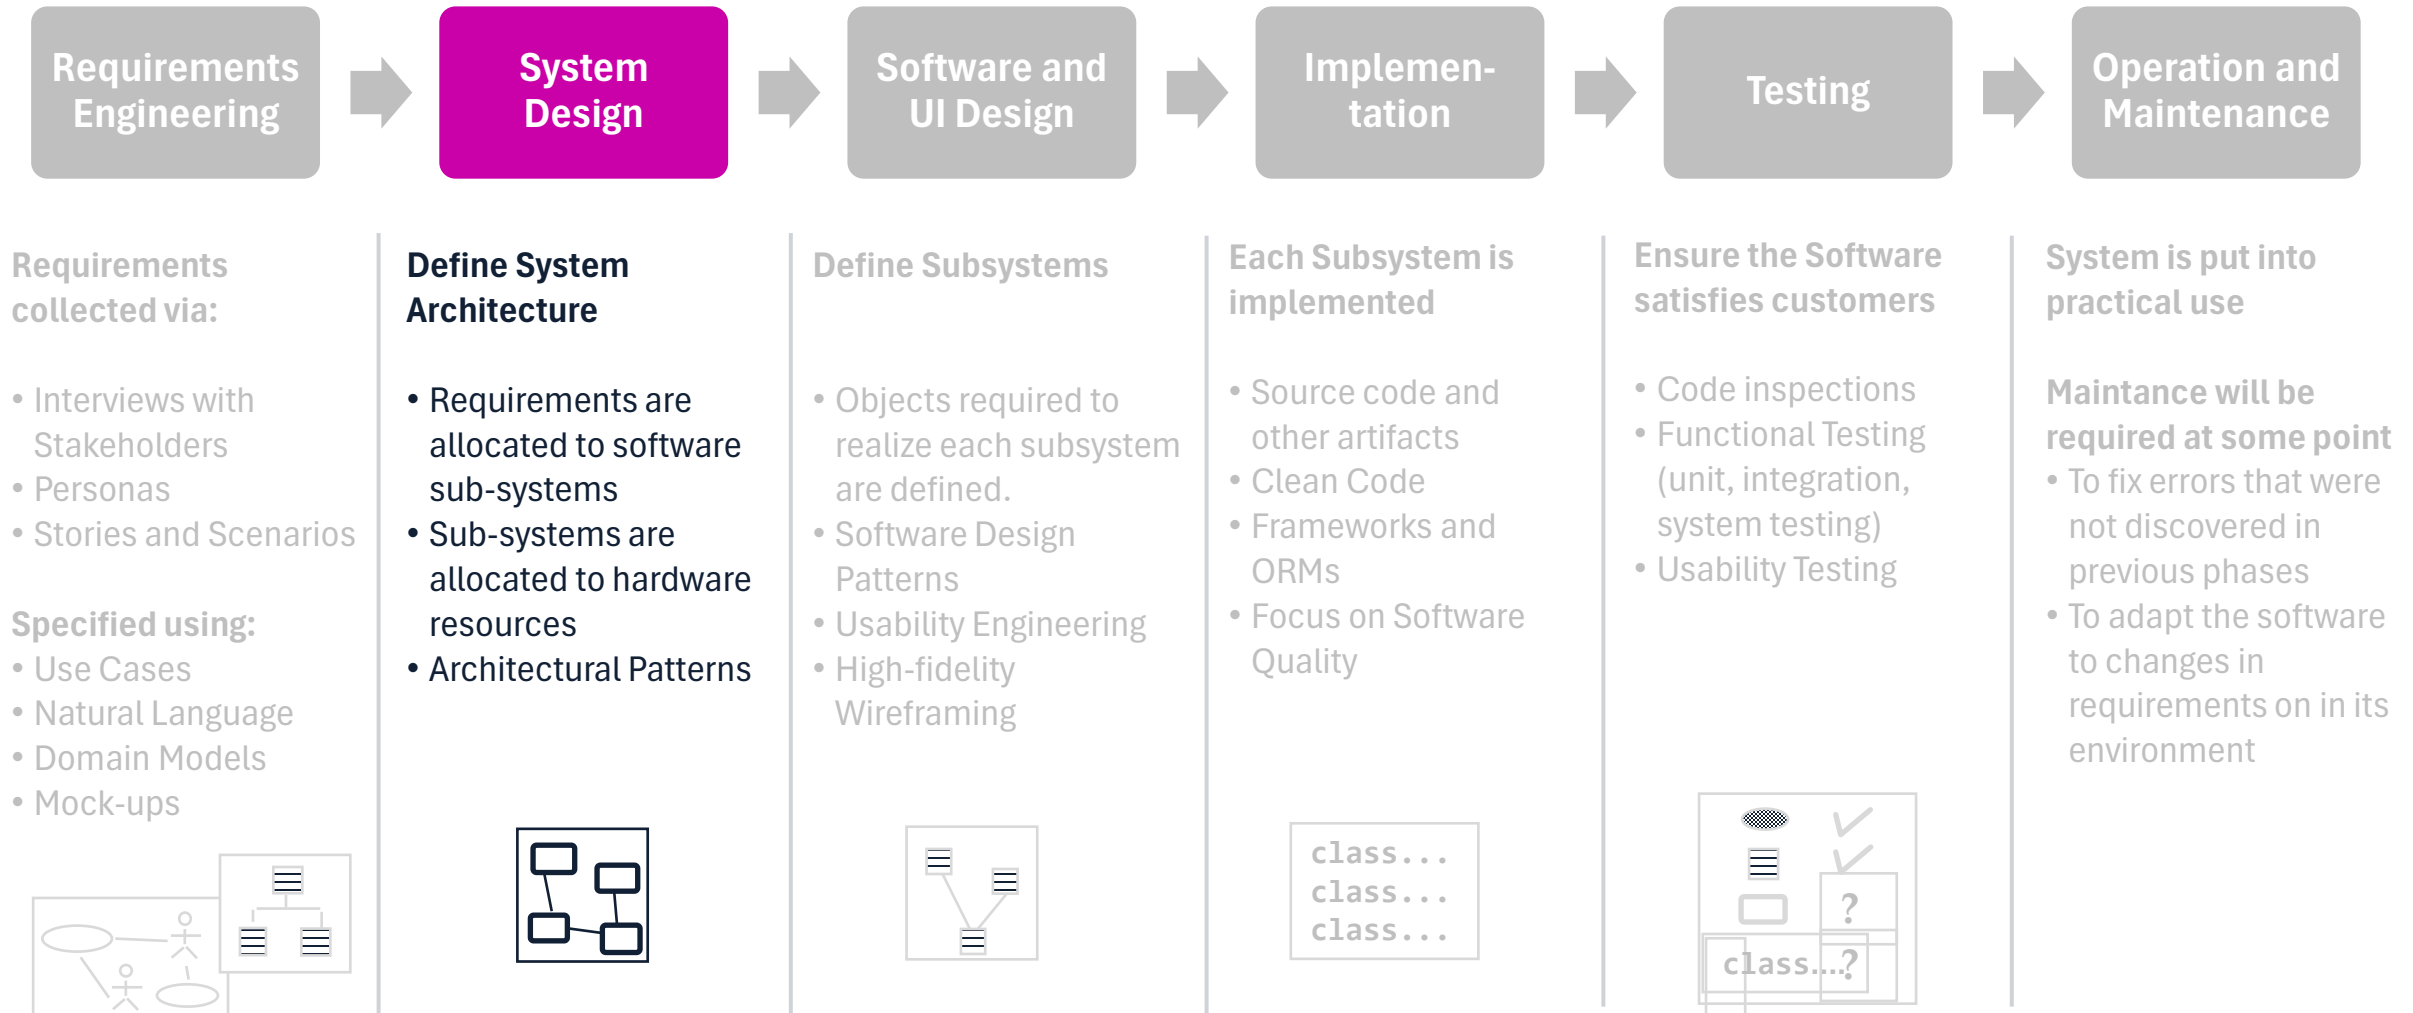 Requirements
Engineering
System
Design
Software and
UI Design
Implemen-
tation
Testing
Operation and
Maintenance
Requirements
collected via:
• Interviews with
Stakeholders
• Personas
• Stories and Scenarios
Specified using:
• Use Cases
• Natural Language
• Domain Models
• Mock-ups
Define System
Architecture
• Requirements are
allocated to software
sub-systems
• Sub-systems are
allocated to hardware
resources
• Architectural Patterns
Define Subsystems
• Objects required to
realize each subsystem
are defined.
• Software Design
Patterns
• Usability Engineering
• High-fidelity
Wireframing
Each Subsystem is
implemented
• Source code and
other artifacts
• Clean Code
• Frameworks and
ORMs
• Focus on Software
Quality
class...
class...
class...
Ensure the Software
satisfies customers
• Code inspections
• Functional Testing
(unit, integration,
system testing)
• Usability Testing
?
class....?
System is put into
practical use
Maintance will be
required at some point
• To fix errors that were
not discovered in
previous phases
• To adapt the software
to changes in
requirements on in its
environment